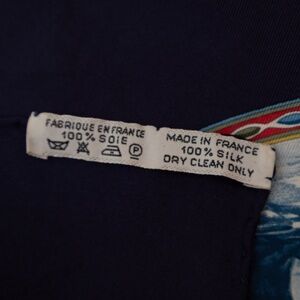 FABRIQUE EN FRANCE
100% SOIE
P
MADE IN FRANCE
100% SILK
DRY CLEAN ONLY